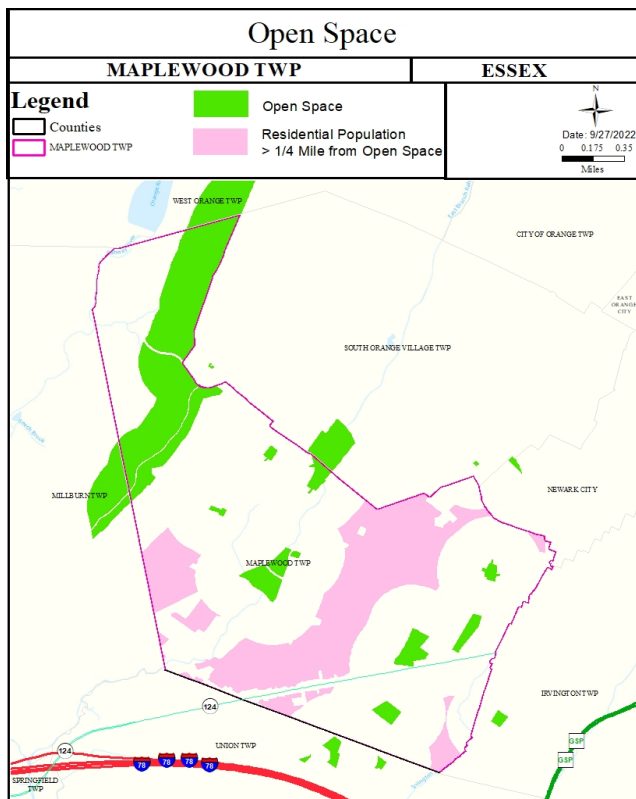 Open Space
MAPLEWOOD TWP
ESSEX
Legend
Counties
MAPLEWOOD TWP
Open Space
Residential Population
> 1/4 Mile from Open Space
N
Date: 9/27/2022
0 0.175 0.35
Miles
WEST ORANGE TWP
CITY OF ORANGE TWP
EAST
ORANGE
CITY
SOUTH ORANGE VILLAGE TWP
MILLBURN TWP
NEWARK CITY
MAPLEWOOD TWP
IRVINGTON TWP
124
124
UNION TWP
GSP
GSP
78
78
78
78
SPRINGFIELD
TWP